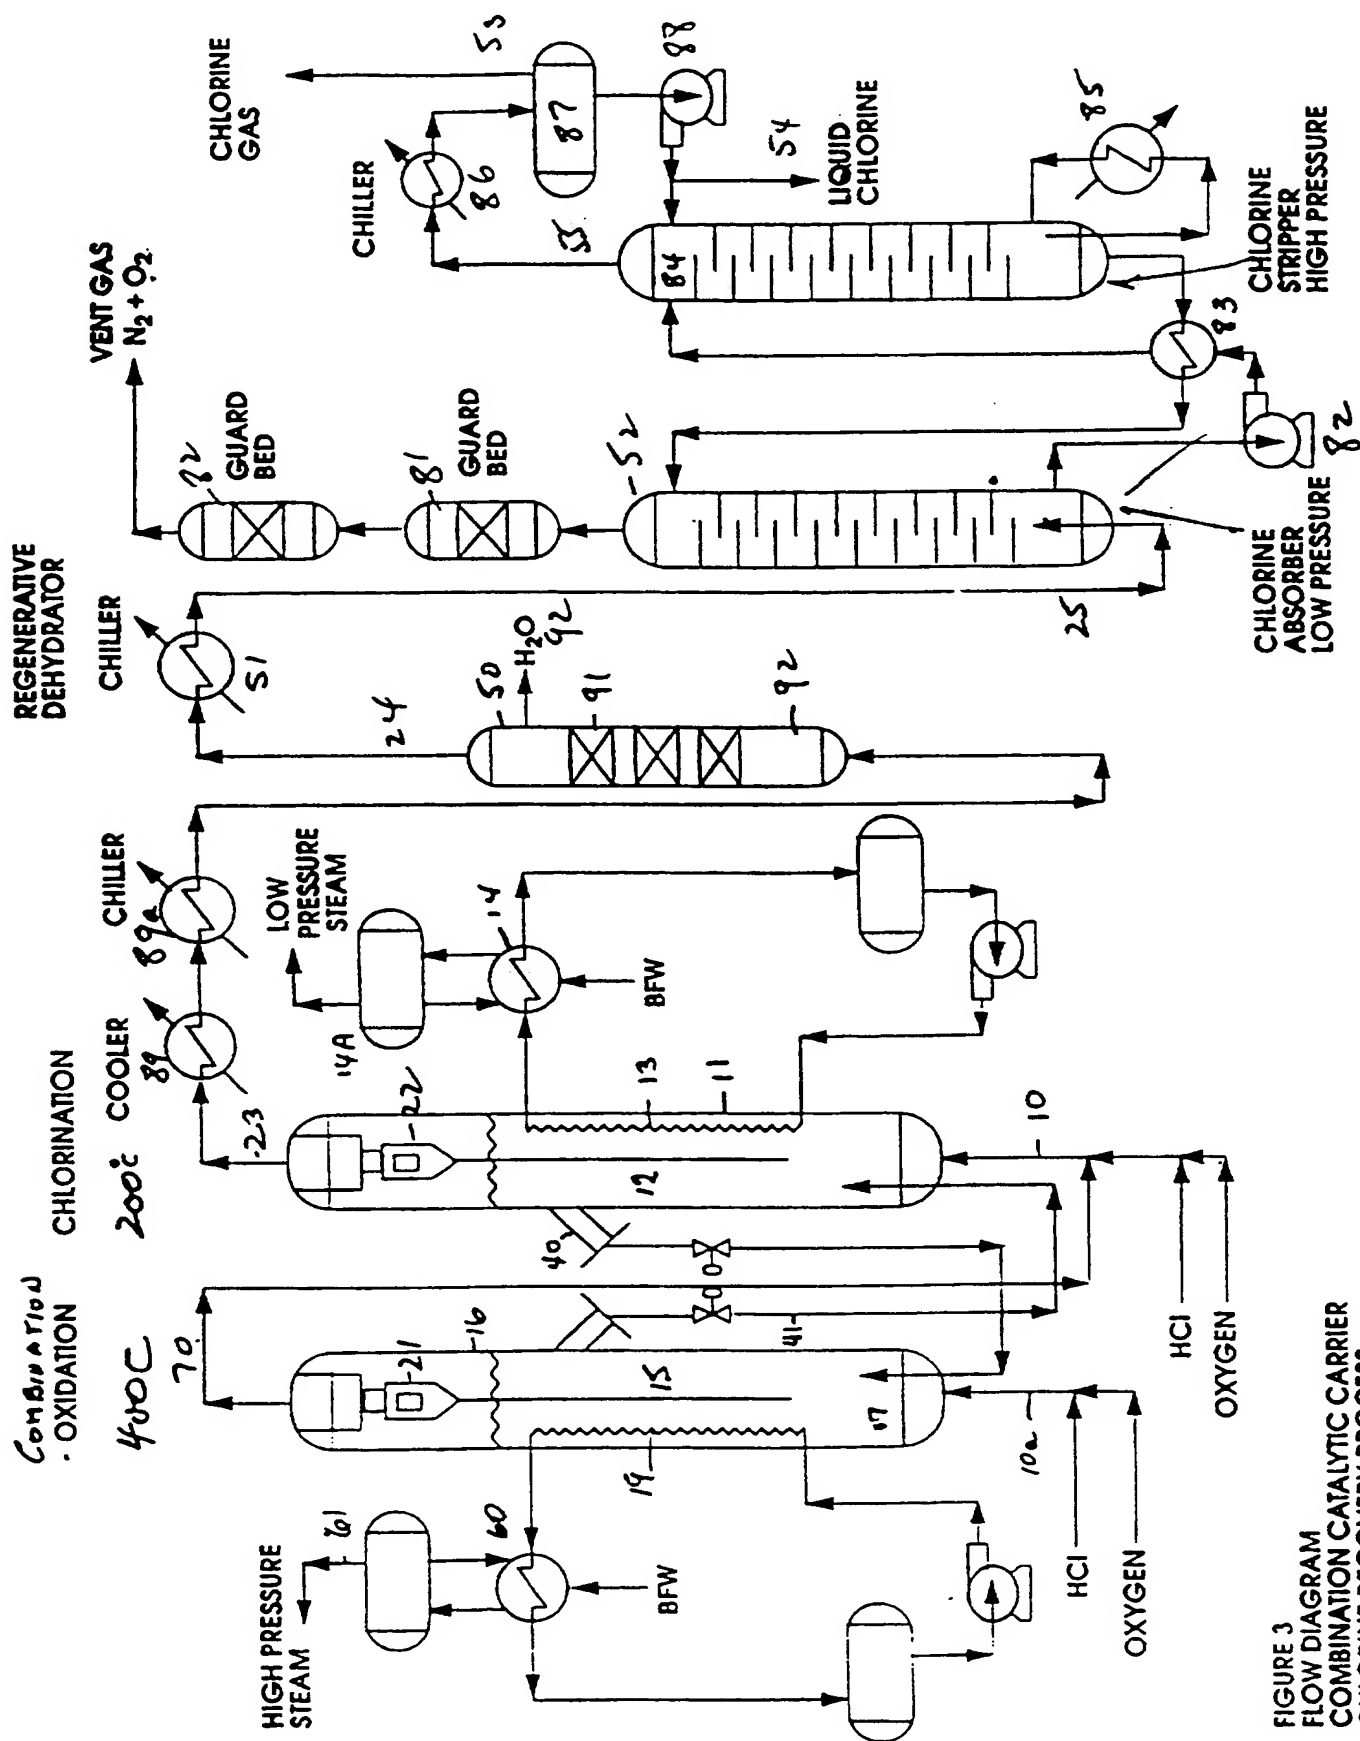 COMBINATION
. OXIDATION
400C
CHLORINATION
200°C
COOLER
89
CHILLER
89a
REGENERATIVE
DEHYDRATOR
CHILLER
51
VENT GAS
N₂ + O₂
82
GUARD
BED
81
GUARD
BED
CHLORINE
GAS
53
CHILLER
86
87
88
55
54
LIQUID
CHLORINE
84
85
CHLORINE
STRIPPER
HIGH PRESSURE
83
82
52
CHLORINE
ABSORBER
LOW PRESSURE
25
24
50
H₂O
92
91
92
LOW
PRESSURE
STEAM
14A
14
BFW
23
22
13
11
12
10
40
41
HCl
OXYGEN
70
21
16
15
17
19
10a
HCl
OXYGEN
HIGH PRESSURE
STEAM
61
60
BFW
FIGURE 3
FLOW DIAGRAM
COMBINATION CATALYTIC CARRIER
CHLORINE RECOVERY PROCESS